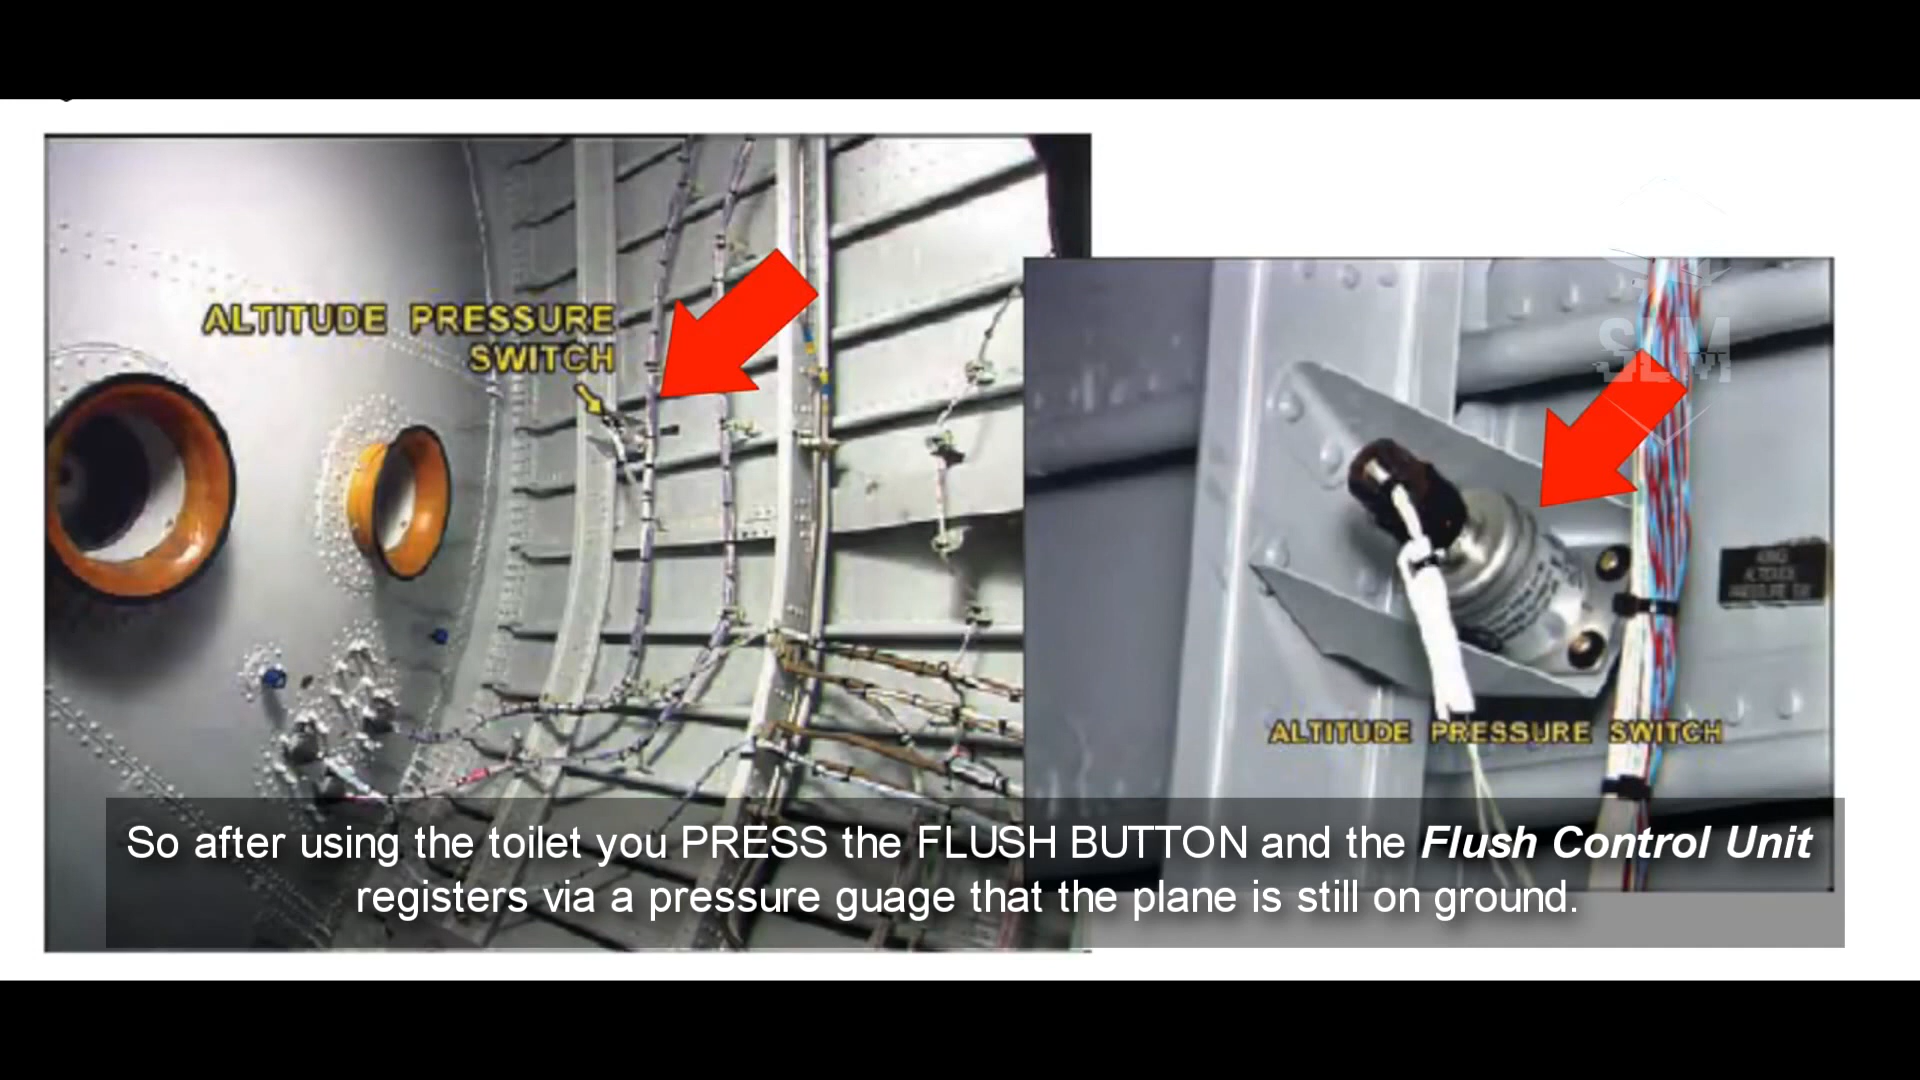 ALTITUDE PRESSURE
SWITCH
SLM
ALTITUDE PRESSURE SWITCH
So after using the toilet you PRESS the FLUSH BUTTON and the Flush Control Unit
registers via a pressure guage that the plane is still on ground.